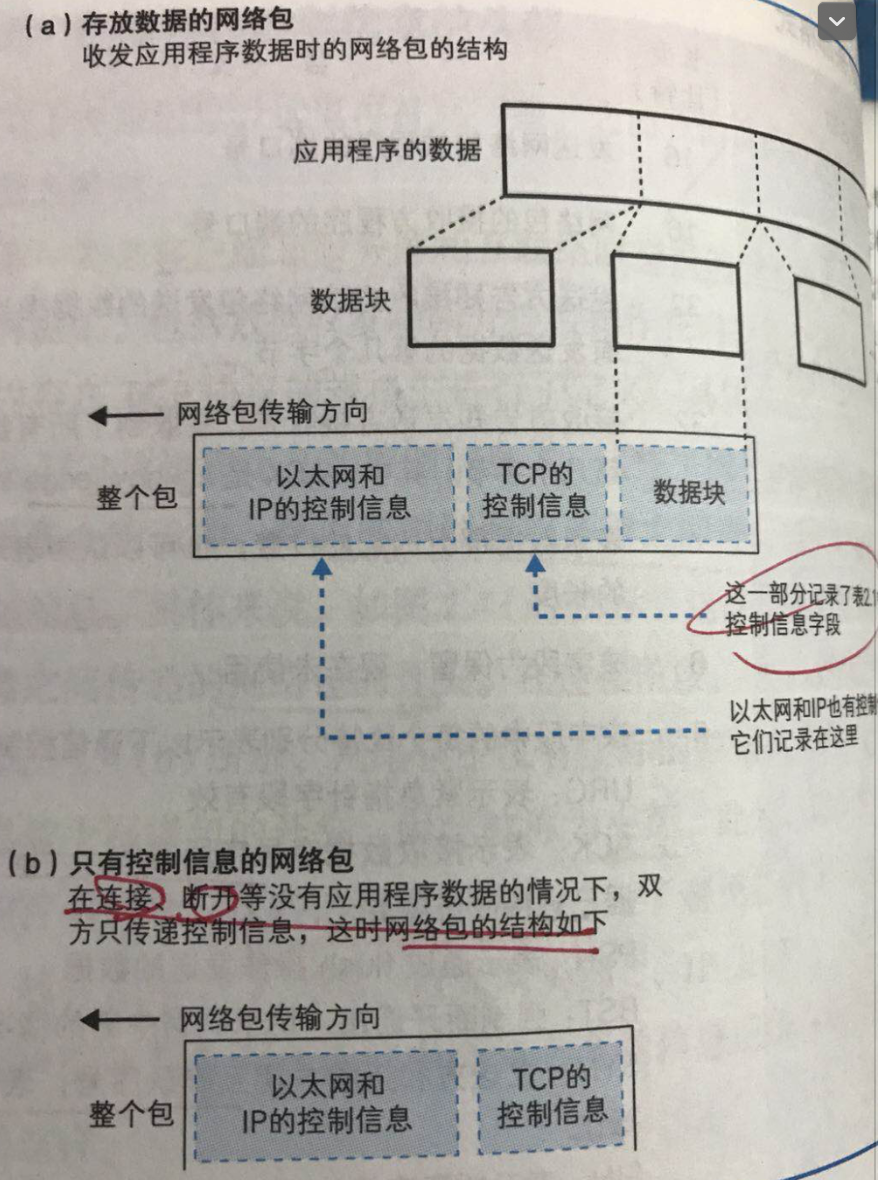 (a)存放数据的网络包
收发应用程序数据时的网络包的结构
应用程序的数据
数据块
网络包传输方向
整个包
以太网和
IP的控制信息
TCP的
控制信息
数据块
这一部分记录了表2.1
控制信息字段
以太网和IP也有控制
它们记录在这里
(b)只有控制信息的网络包
在连接、断开等没有应用程序数据的情况下，双
方只传递控制信息，这时网络包的结构如下
网络包传输方向
整个包
以太网和
IP的控制信息
TCP的
控制信息